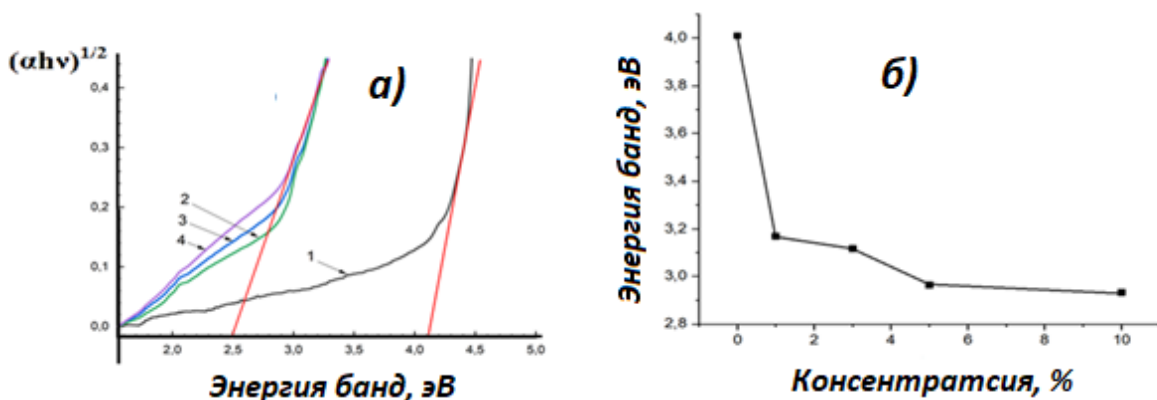 (αhν)^1/2
а)
0,4
0,3
0,2
0,1
0,0
2
3
4
1
2,0 2,5 3,0 3,5 4,0 4,5 5,0
Энергия банд, эВ
Энергия банд, эВ
б)
4,0
3,8
3,6
3,4
3,2
3,0
2,8
0 2 4 6 8 10
Консентратсия, %